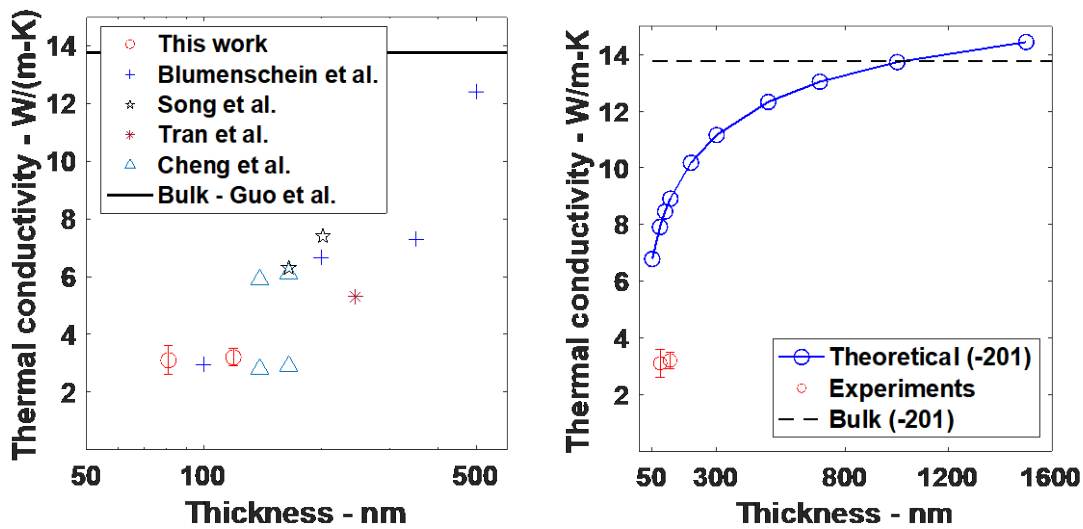 Thermal conductivity - W/(m-K)
14
12
10
8
6
4
2
This work
Blumenschein et al.
Song et al.
Tran et al.
Cheng et al.
Bulk - Guo et al.
50
100
500
Thickness - nm
Thermal conductivity - W/m-K
14
12
10
8
6
4
2
Theoretical (-201)
Experiments
Bulk (-201)
50
300
800
1200
1600
Thickness - nm